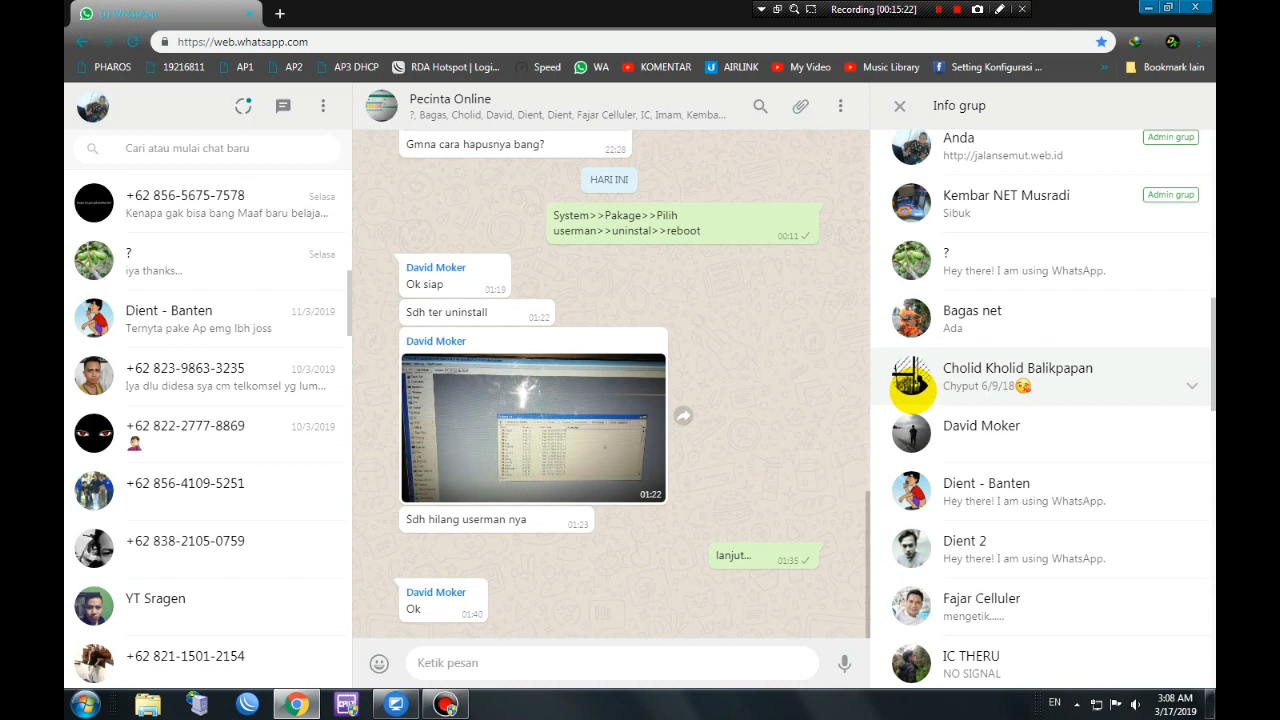 (1) WhatsApp
Recording [00:15:22]
https://web.whatsapp.com
PHAROS
19216811
AP1
AP2
AP3 DHCP
RDA Hotspot | Logi...
Speed
WA
KOMENTAR
AIRLINK
My Video
Music Library
Setting Konfigurasi ...
»
Bookmark lain
Cari atau mulai chat baru
+62 856-5675-7578
Selasa
Kenapa gak bisa bang Maaf baru belaja...
?
Selasa
iya thanks...
Dient - Banten
11/3/2019
Ternyta pake Ap emg lbh joss
+62 823-9863-3235
10/3/2019
Iya dlu didesa sya cm telkomsel yg lum...
+62 822-2777-8869
10/3/2019
+62 856-4109-5251
+62 838-2105-0759
YT Sragen
+62 821-1501-2154
Pecinta Online
?, Bagas, Cholid, David, Dient, Dient, Fajar Celluler, IC, Imam, Kemba...
Gmna cara hapusnya bang?
22:28
HARI INI
System>>Pakage>>Pilih
userman>>uninstal>>reboot
00:11
David Moker
Ok siap
01:19
Sdh ter uninstall
01:22
David Moker
01:22
Sdh hilang userman nya
01:23
lanjut...
01:35
David Moker
Ok
01:40
Ketik pesan
Info grup
Anda
Admin grup
http://jalansemut.web.id
Kembar NET Musradi
Admin grup
Sibuk
?
Hey there! I am using WhatsApp.
Bagas net
Ada
Cholid Kholid Balikpapan
Chyput 6/9/18😘
David Moker
Dient - Banten
Hey there! I am using WhatsApp.
Dient 2
Hey there! I am using WhatsApp.
Fajar Celluler
mengetik......
IC THERU
NO SIGNAL
EN
3:08 AM
3/17/2019